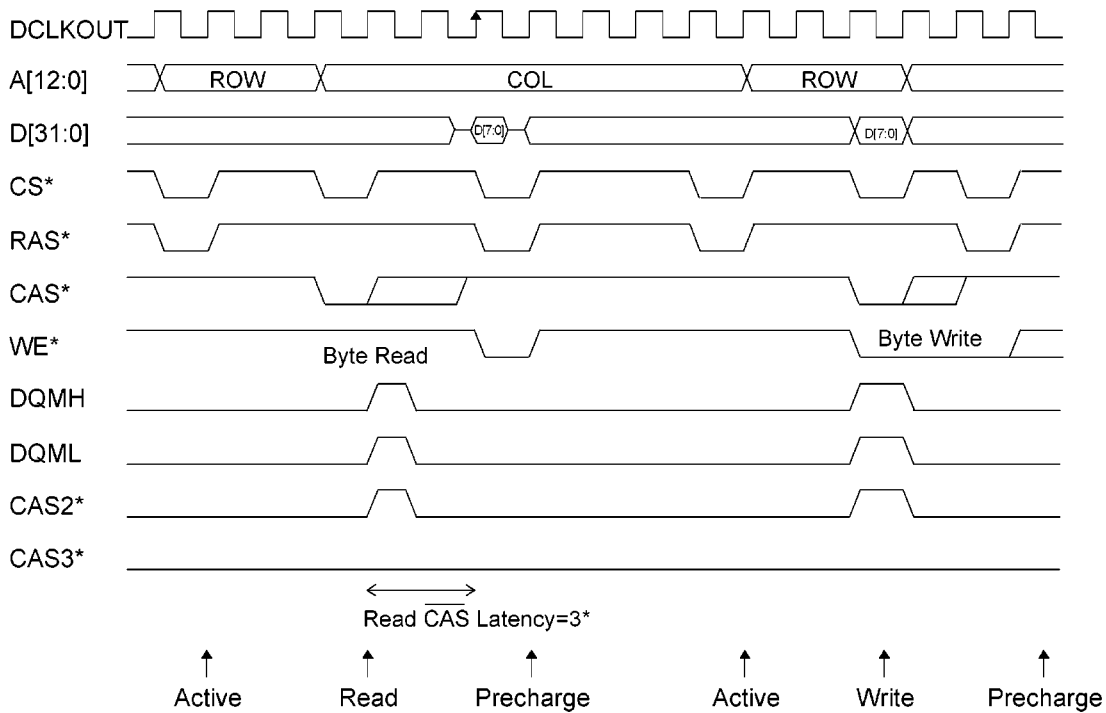 DCLKOUT
A[12:0] ROW COL ROW
D[31:0] D[7:0] D[7:0]
CS*
RAS*
CAS*
WE* Byte Read Byte Write
DQMH
DQML
CAS2*
CAS3*
Read CAS Latency=3*
Active Read Precharge Active Write Precharge